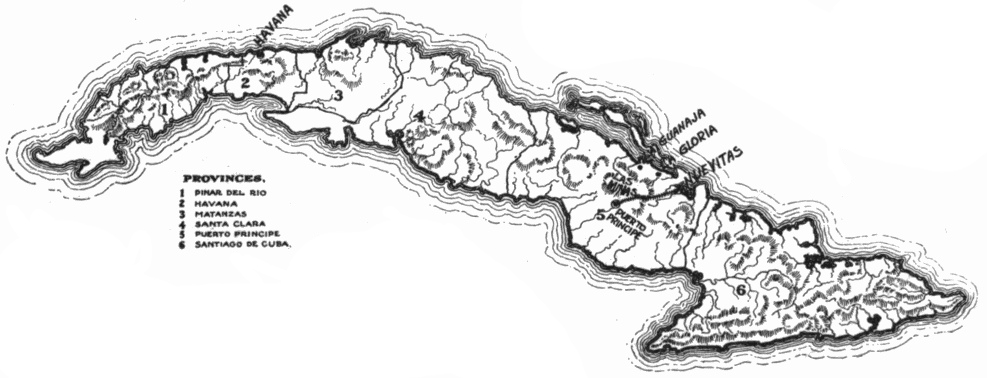 HAVANA
1
2
3
4
GUANAJA
GLORIA
NEVITAS
LAS
MINAS
5
PUERTO
PRINCIPE
6
PROVINCES.
1 PINAR DEL RIO
2 HAVANA
3 MATANZAS
4 SANTA CLARA
5 PUERTO PRINCIPE
6 SANTIAGO DE CUBA.